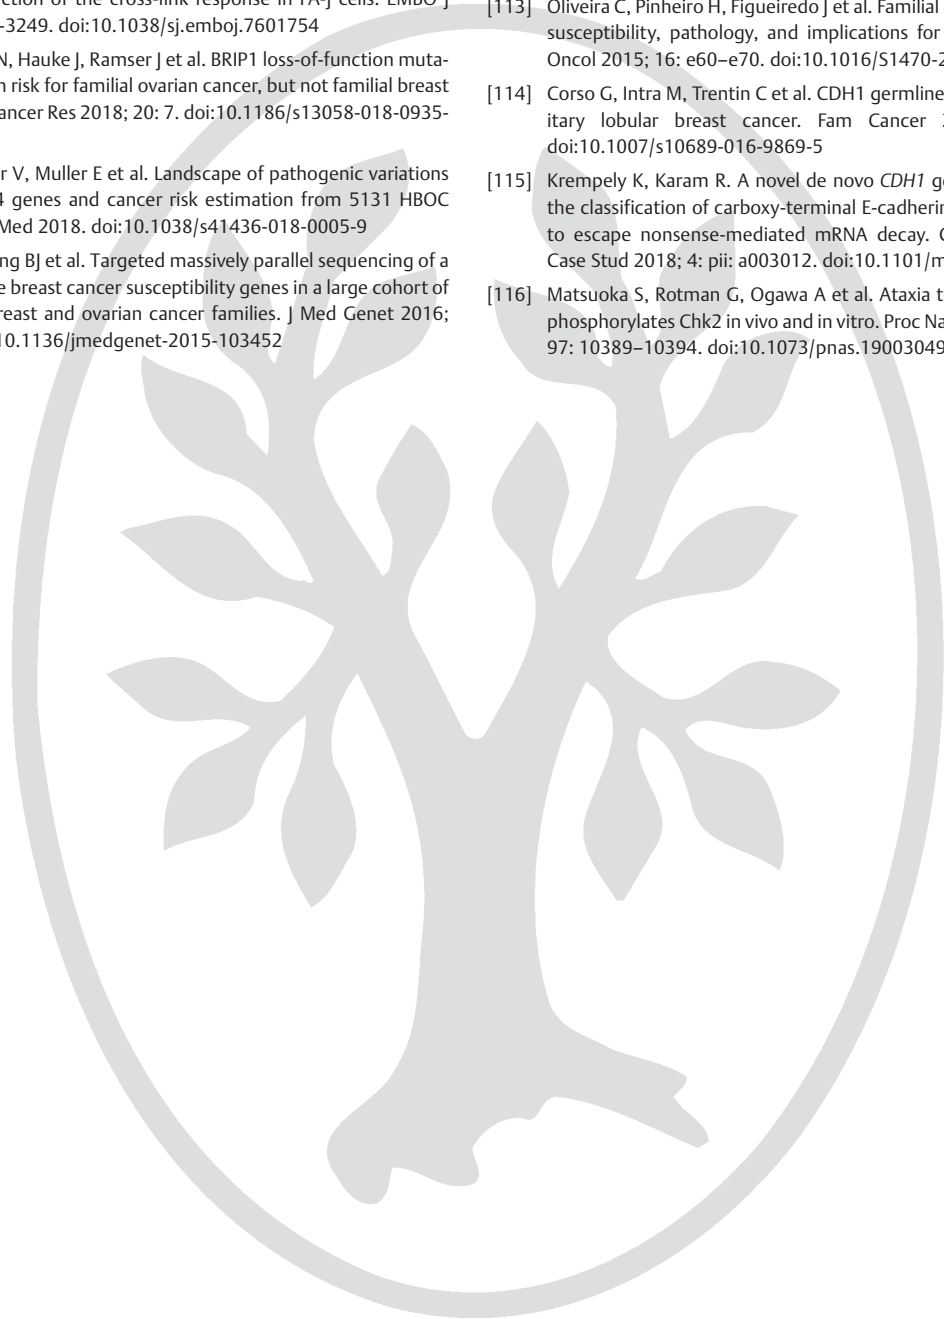 ction of the cross-link response in FA-J cells. EMBO J
-3249. doi:10.1038/sj.emboj.7601754
N, Hauke J, Ramser J et al. BRIP1 loss-of-function muta-
n risk for familial ovarian cancer, but not familial breast
ancer Res 2018; 20: 7. doi:10.1186/s13058-018-0935-
r V, Muller E et al. Landscape of pathogenic variations
4 genes and cancer risk estimation from 5131 HBOC
Med 2018. doi:10.1038/s41436-018-0005-9
ng BJ et al. Targeted massively parallel sequencing of a
e breast cancer susceptibility genes in a large cohort of
reast and ovarian cancer families. J Med Genet 2016;
10.1136/jmedgenet-2015-103452
[113] Oliveira C, Pinheiro H, Figueiredo J et al. Familial
susceptibility, pathology, and implications for
Oncol 2015; 16: e60–e70. doi:10.1016/S1470-2
[114] Corso G, Intra M, Trentin C et al. CDH1 germline
itary lobular breast cancer. Fam Cancer
doi:10.1007/s10689-016-9869-5
[115] Krempely K, Karam R. A novel de novo CDH1 ge
the classification of carboxy-terminal E-cadherin
to escape nonsense-mediated mRNA decay. C
Case Stud 2018; 4: pii: a003012. doi:10.1101/m
[116] Matsuoka S, Rotman G, Ogawa A et al. Ataxia t
phosphorylates Chk2 in vivo and in vitro. Proc Na
97: 10389–10394. doi:10.1073/pnas.19003049